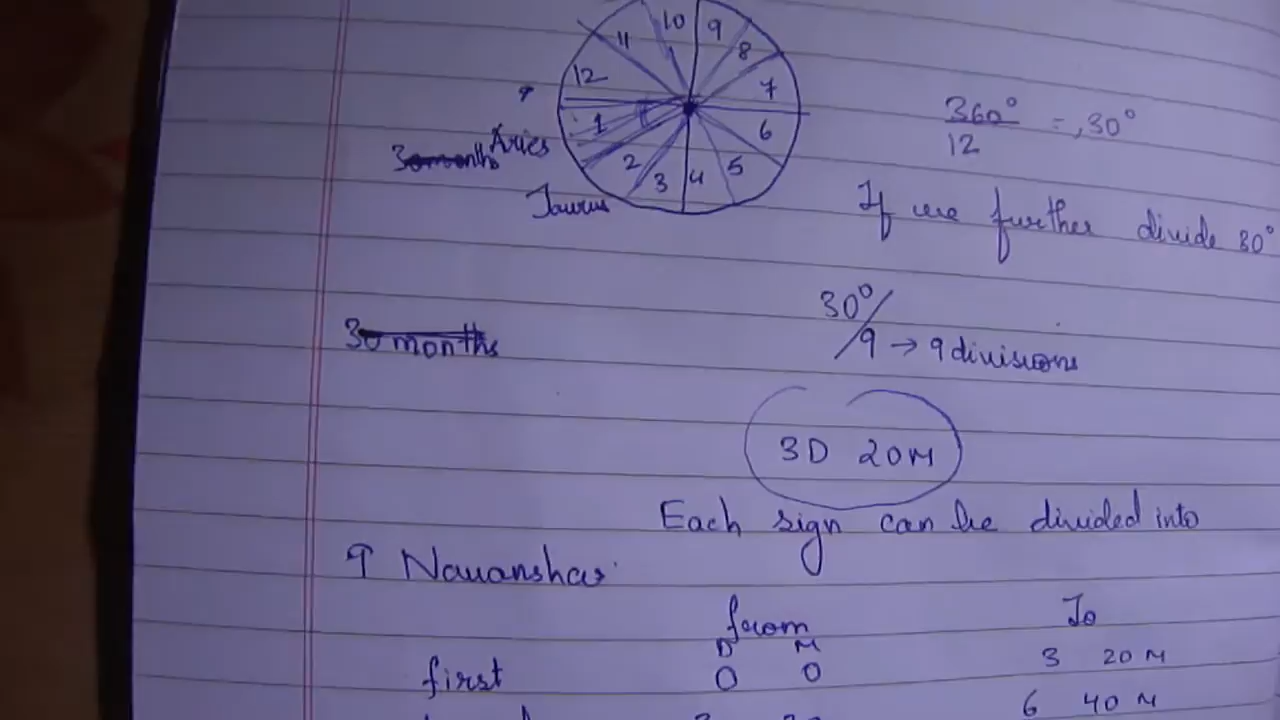 10 9
11 8
12 7
1 6
Aries
30 months
2 3 4 5
Taurus
360°
12
= 30°
If we further divide 30°
30°/9 → 9 divisions
30 months
3D 20M
Each sign can be divided into
9 Navanshas
from To
D M
first 0 0 3 20 M
6 40 M